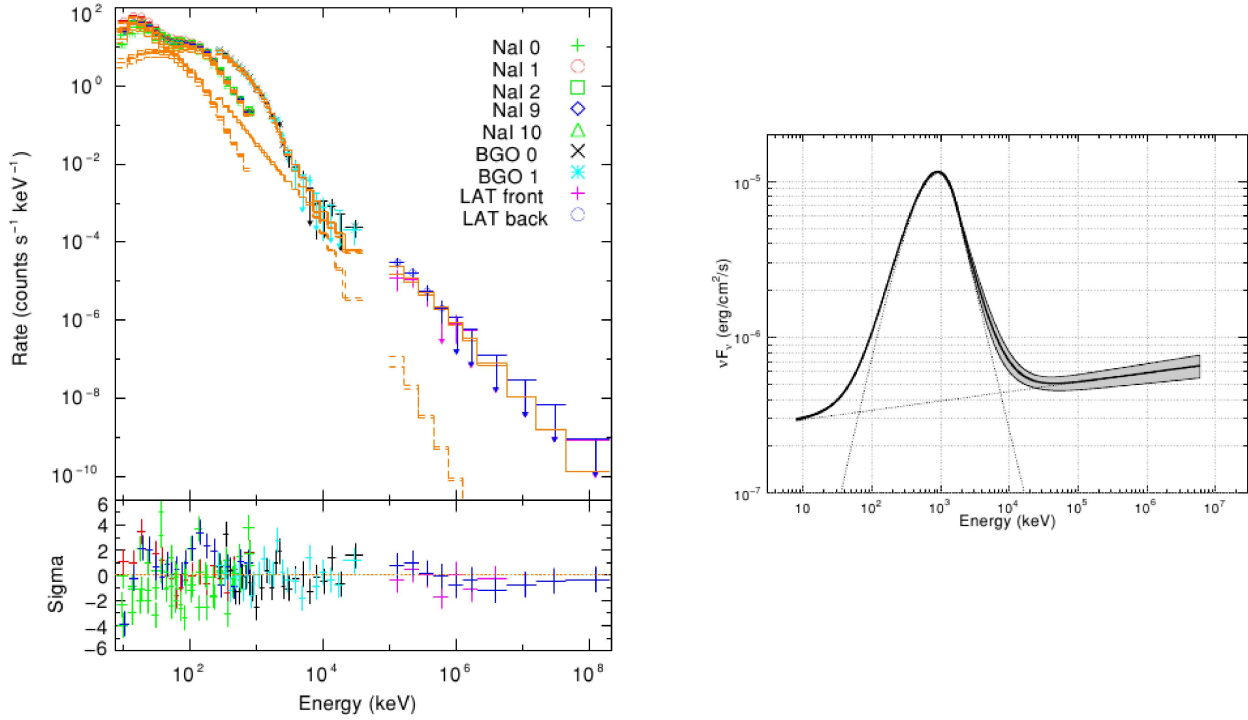 10²
10⁰
10⁻²
10⁻⁴
10⁻⁶
10⁻⁸
10⁻¹⁰
Rate (counts s⁻¹ keV⁻¹)
NaI 0
NaI 1
NaI 2
NaI 9
NaI 10
BGO 0
BGO 1
LAT front
LAT back
6
4
2
0
−2
−4
−6
Sigma
10² 10⁴ 10⁶ 10⁸
Energy (keV)
10⁻⁵
10⁻⁶
10⁻⁷
νFν (erg/cm²/s)
10 10² 10³ 10⁴ 10⁵ 10⁶ 10⁷
Energy (keV)